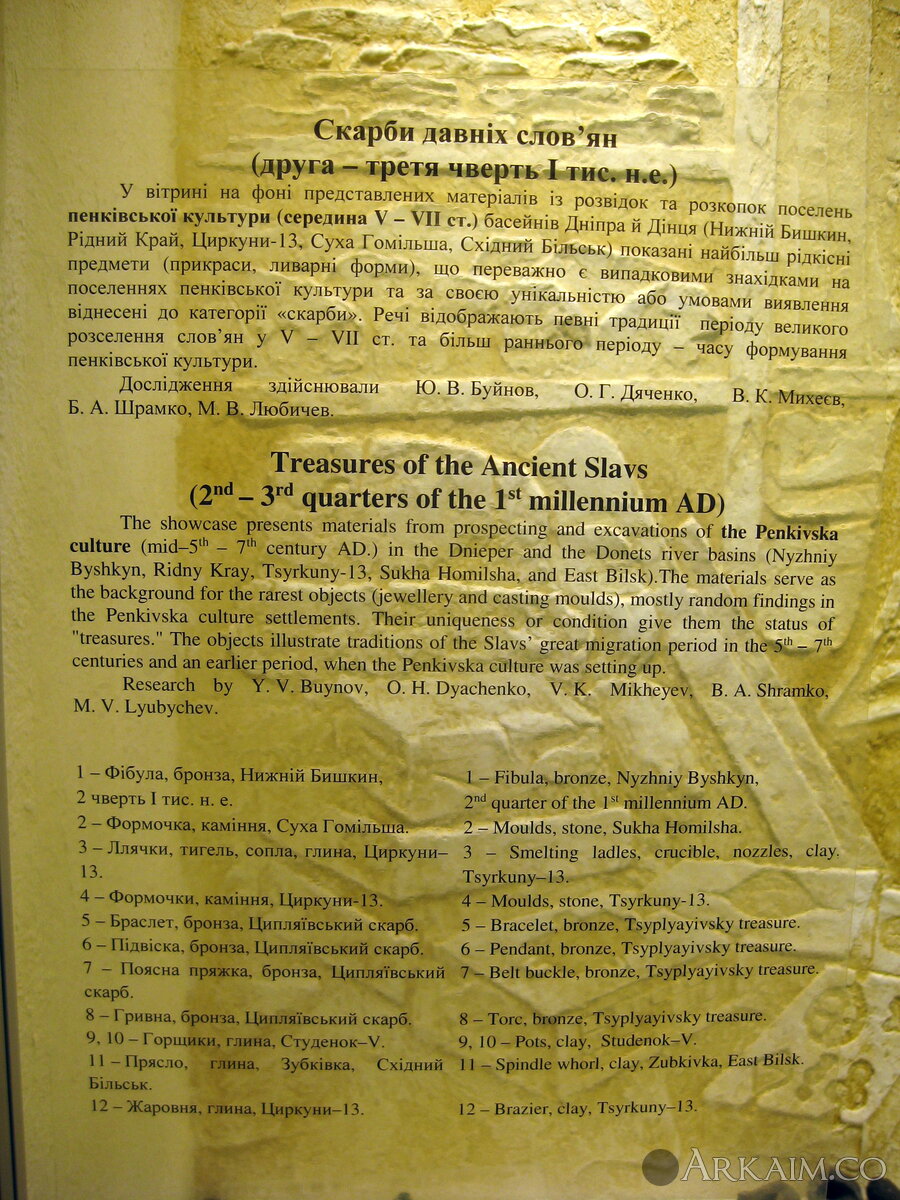 Скарби давніх слов’ян
(друга – третя чверть I тис. н.е.)
У вітрині на фоні представлених матеріалів із розвідок та розкопок поселень
пенківської культури (середина V – VII ст.) басейнів Дніпра й Дінця (Нижній Бишкин,
Рідний Край, Циркуни-13, Суха Гомільша, Східний Більськ) показані найбільш рідкісні
предмети (прикраси, ливарні форми), що переважно є випадковими знахідками на
поселеннях пенківської культури та за своєю унікальністю або умовами виявлення
віднесені до категорії «скарби». Речі відображають певні традиції періоду великого
розселення слов’ян у V – VII ст. та більш раннього періоду – часу формування
пенківської культури.
Дослідження здійснювали Ю. В. Буйнов, О. Г. Дяченко, В. К. Михеєв,
Б. А. Шрамко, М. В. Любичев.
Treasures of the Ancient Slavs
(2nd – 3rd quarters of the 1st millennium AD)
The showcase presents materials from prospecting and excavations of the Penkivska
culture (mid–5th – 7th century AD.) in the Dnieper and the Donets river basins (Nyzhniy
Byshkyn, Ridny Kray, Tsyrkuny-13, Sukha Homilsha, and East Bilsk).The materials serve as
the background for the rarest objects (jewellery and casting moulds), mostly random findings in
the Penkivska culture settlements. Their uniqueness or condition give them the status of
"treasures." The objects illustrate traditions of the Slavs’ great migration period in the 5th – 7th
centuries and an earlier period, when the Penkivska culture was setting up.
Research by Y. V. Buynov, O. H. Dyachenko, V. K. Mikheyev, B. A. Shramko,
M. V. Lyubychev.
1 – Фібула, бронза, Нижній Бишкин,
2 чверть I тис. н. е.
2 – Формочка, каміння, Суха Гомільша.
3 – Ллячки, тигель, сопла, глина, Циркуни–
13.
4 – Формочки, каміння, Циркуни-13.
5 – Браслет, бронза, Ципляївський скарб.
6 – Підвіска, бронза, Ципляївський скарб.
7 – Поясна пряжка, бронза, Ципляївський
скарб.
8 – Гривна, бронза, Ципляївський скарб.
9, 10 – Горщики, глина, Студенок–V.
11 – Прясло, глина, Зубківка, Східний
Більськ.
12 – Жаровня, глина, Циркуни–13.
1 – Fibula, bronze, Nyzhniy Byshkyn,
2nd quarter of the 1st millennium AD.
2 – Moulds, stone, Sukha Homilsha.
3 – Smelting ladles, crucible, nozzles, clay.
Tsyrkuny–13.
4 – Moulds, stone, Tsyrkuny-13.
5 – Bracelet, bronze, Tsyplyayivsky treasure.
6 – Pendant, bronze, Tsyplyayivsky treasure.
7 – Belt buckle, bronze, Tsyplyayivsky treasure.
8 – Torc, bronze, Tsyplyayivsky treasure.
9, 10 – Pots, clay, Studenok–V.
11 – Spindle whorl, clay, Zubkivka, East Bilsk.
12 – Brazier, clay, Tsyrkuny–13.
ARKAIM.CO